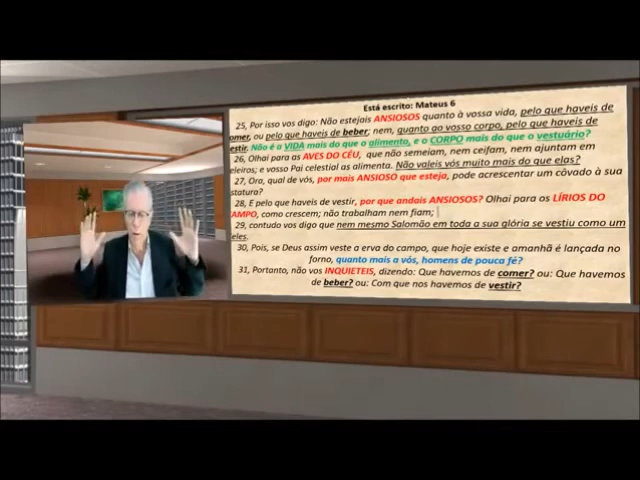 Está escrito: Mateus 6
25, Por isso vos digo: Não estejais ANSIOSOS quanto à vossa vida, pelo que haveis de
omer, ou pelo que haveis de beber; nem, quanto ao vosso corpo, pelo que haveis de
estir. Não é a VIDA mais do que o alimento, e o CORPO mais do que o vestuário?
26, Olhai para as AVES DO CÉU, que não semeiam, nem ceifam, nem ajuntam em
eleiros; e vosso Pai celestial as alimenta. Não valeis vós muito mais do que elas?
27, Ora, qual de vós, por mais ANSIOSO que esteja, pode acrescentar um côvado à sua
statura?
28, E pelo que haveis de vestir, por que andais ANSIOSOS? Olhai para os LÍRIOS DO
AMPO, como crescem; não trabalham nem fiam;
29, contudo vos digo que nem mesmo Salomão em toda a sua glória se vestiu como um
eles.
30, Pois, se Deus assim veste a erva do campo, que hoje existe e amanhã é lançada no
forno, quanto mais a vós, homens de pouca fé?
31, Portanto, não vos INQUIETEIS, dizendo: Que havemos de comer? ou: Que havemos
de beber? ou: Com que nos havemos de vestir?